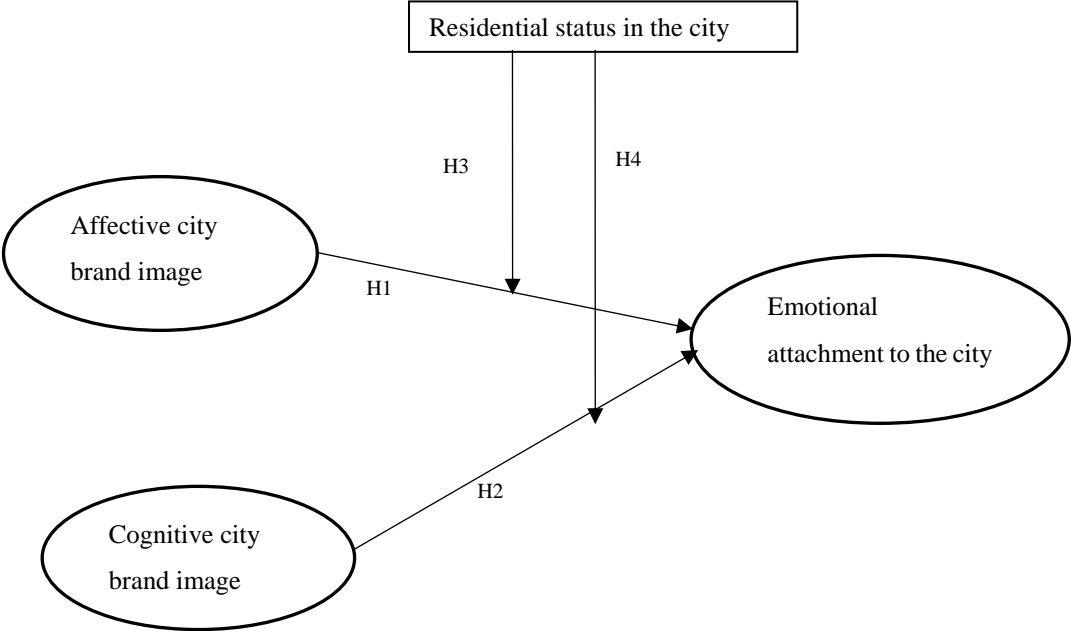 Residential status in the city
H3
H4
Affective city
brand image
H1
Emotional
attachment to the city
H2
Cognitive city
brand image